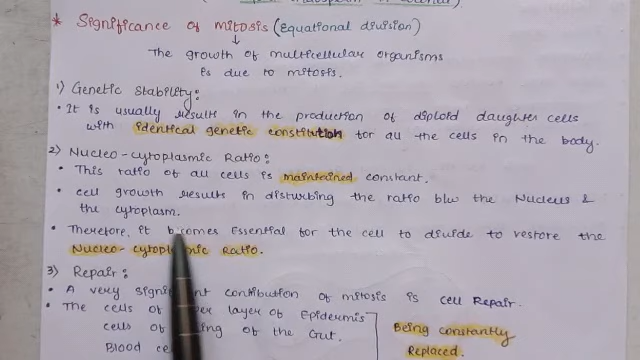 * Significance of mitosis (Equational division)
The growth of multicellular organisms
is due to mitosis.
1) Genetic Stability:
• It is usually results in the production of diploid daughter cells
with identical genetic constitution for all the cells in the body.
2) Nucleo-cytoplasmic Ratio:
• This ratio of all cells is maintained constant.
• cell growth results in disturbing the ratio b/w the Nucleus &
the cytoplasm.
• Therefore, it becomes Essential for the cell to divide to restore the
Nucleo-cytoplasmic Ratio.
3) Repair:
• A very significant contribution of mitosis is cell Repair.
• The cells of layer of Epidermis
cells of of the Gut.
Blood
Being constantly
Replaced.